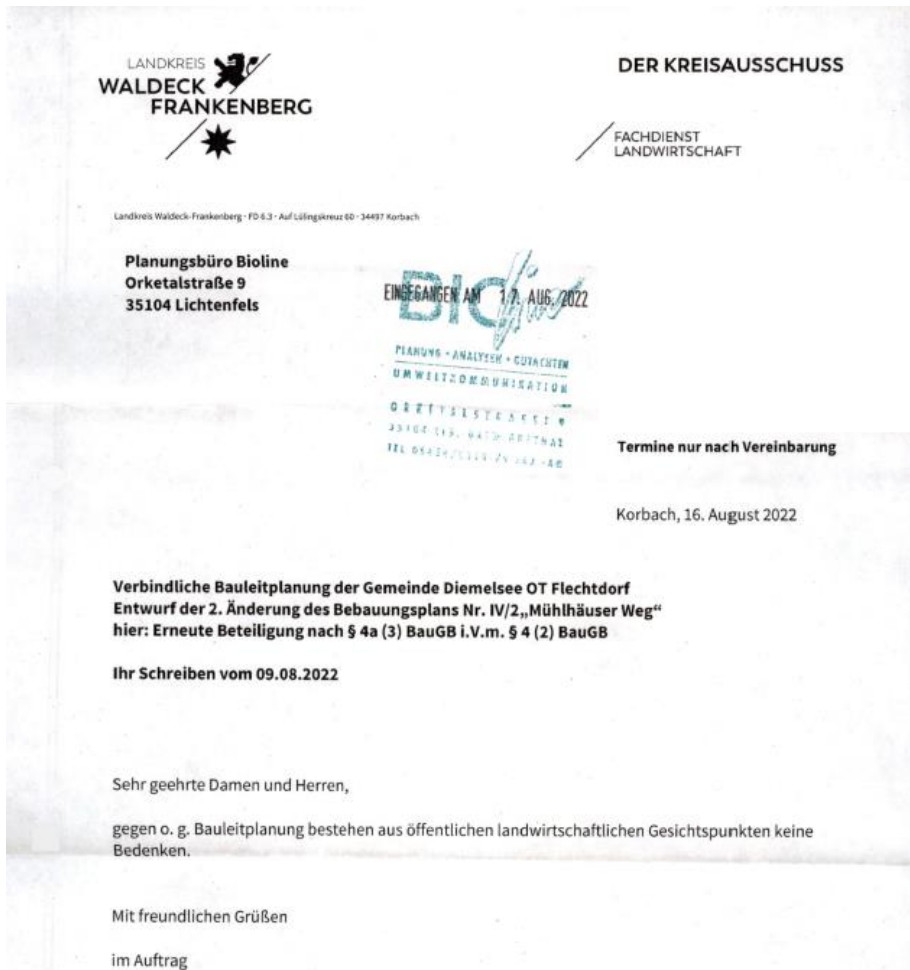 LANDKREIS
WALDECK
FRANKENBERG
DER KREISAUSSCHUSS
FACHDIENST
LANDWIRTSCHAFT
Landkreis Waldeck-Frankenberg · FD 6.3 · Auf Lülingskreuz 60 · 34497 Korbach
Planungsbüro Bioline
Orketalstraße 9
35104 Lichtenfels
BIOline
EINGEGANGEN AM 17. AUG. 2022
PLANUNG • ANALYSEN • GUTACHTEN
UMWELTKOMMUNIKATION
ORKETALSTRASSE 9
Termine nur nach Vereinbarung
Korbach, 16. August 2022
Verbindliche Bauleitplanung der Gemeinde Diemelsee OT Flechtdorf
Entwurf der 2. Änderung des Bebauungsplans Nr. IV/2„Mühlhäuser Weg“
hier: Erneute Beteiligung nach § 4a (3) BauGB i.V.m. § 4 (2) BauGB
Ihr Schreiben vom 09.08.2022
Sehr geehrte Damen und Herren,
gegen o. g. Bauleitplanung bestehen aus öffentlichen landwirtschaftlichen Gesichtspunkten keine
Bedenken.
Mit freundlichen Grüßen
im Auftrag